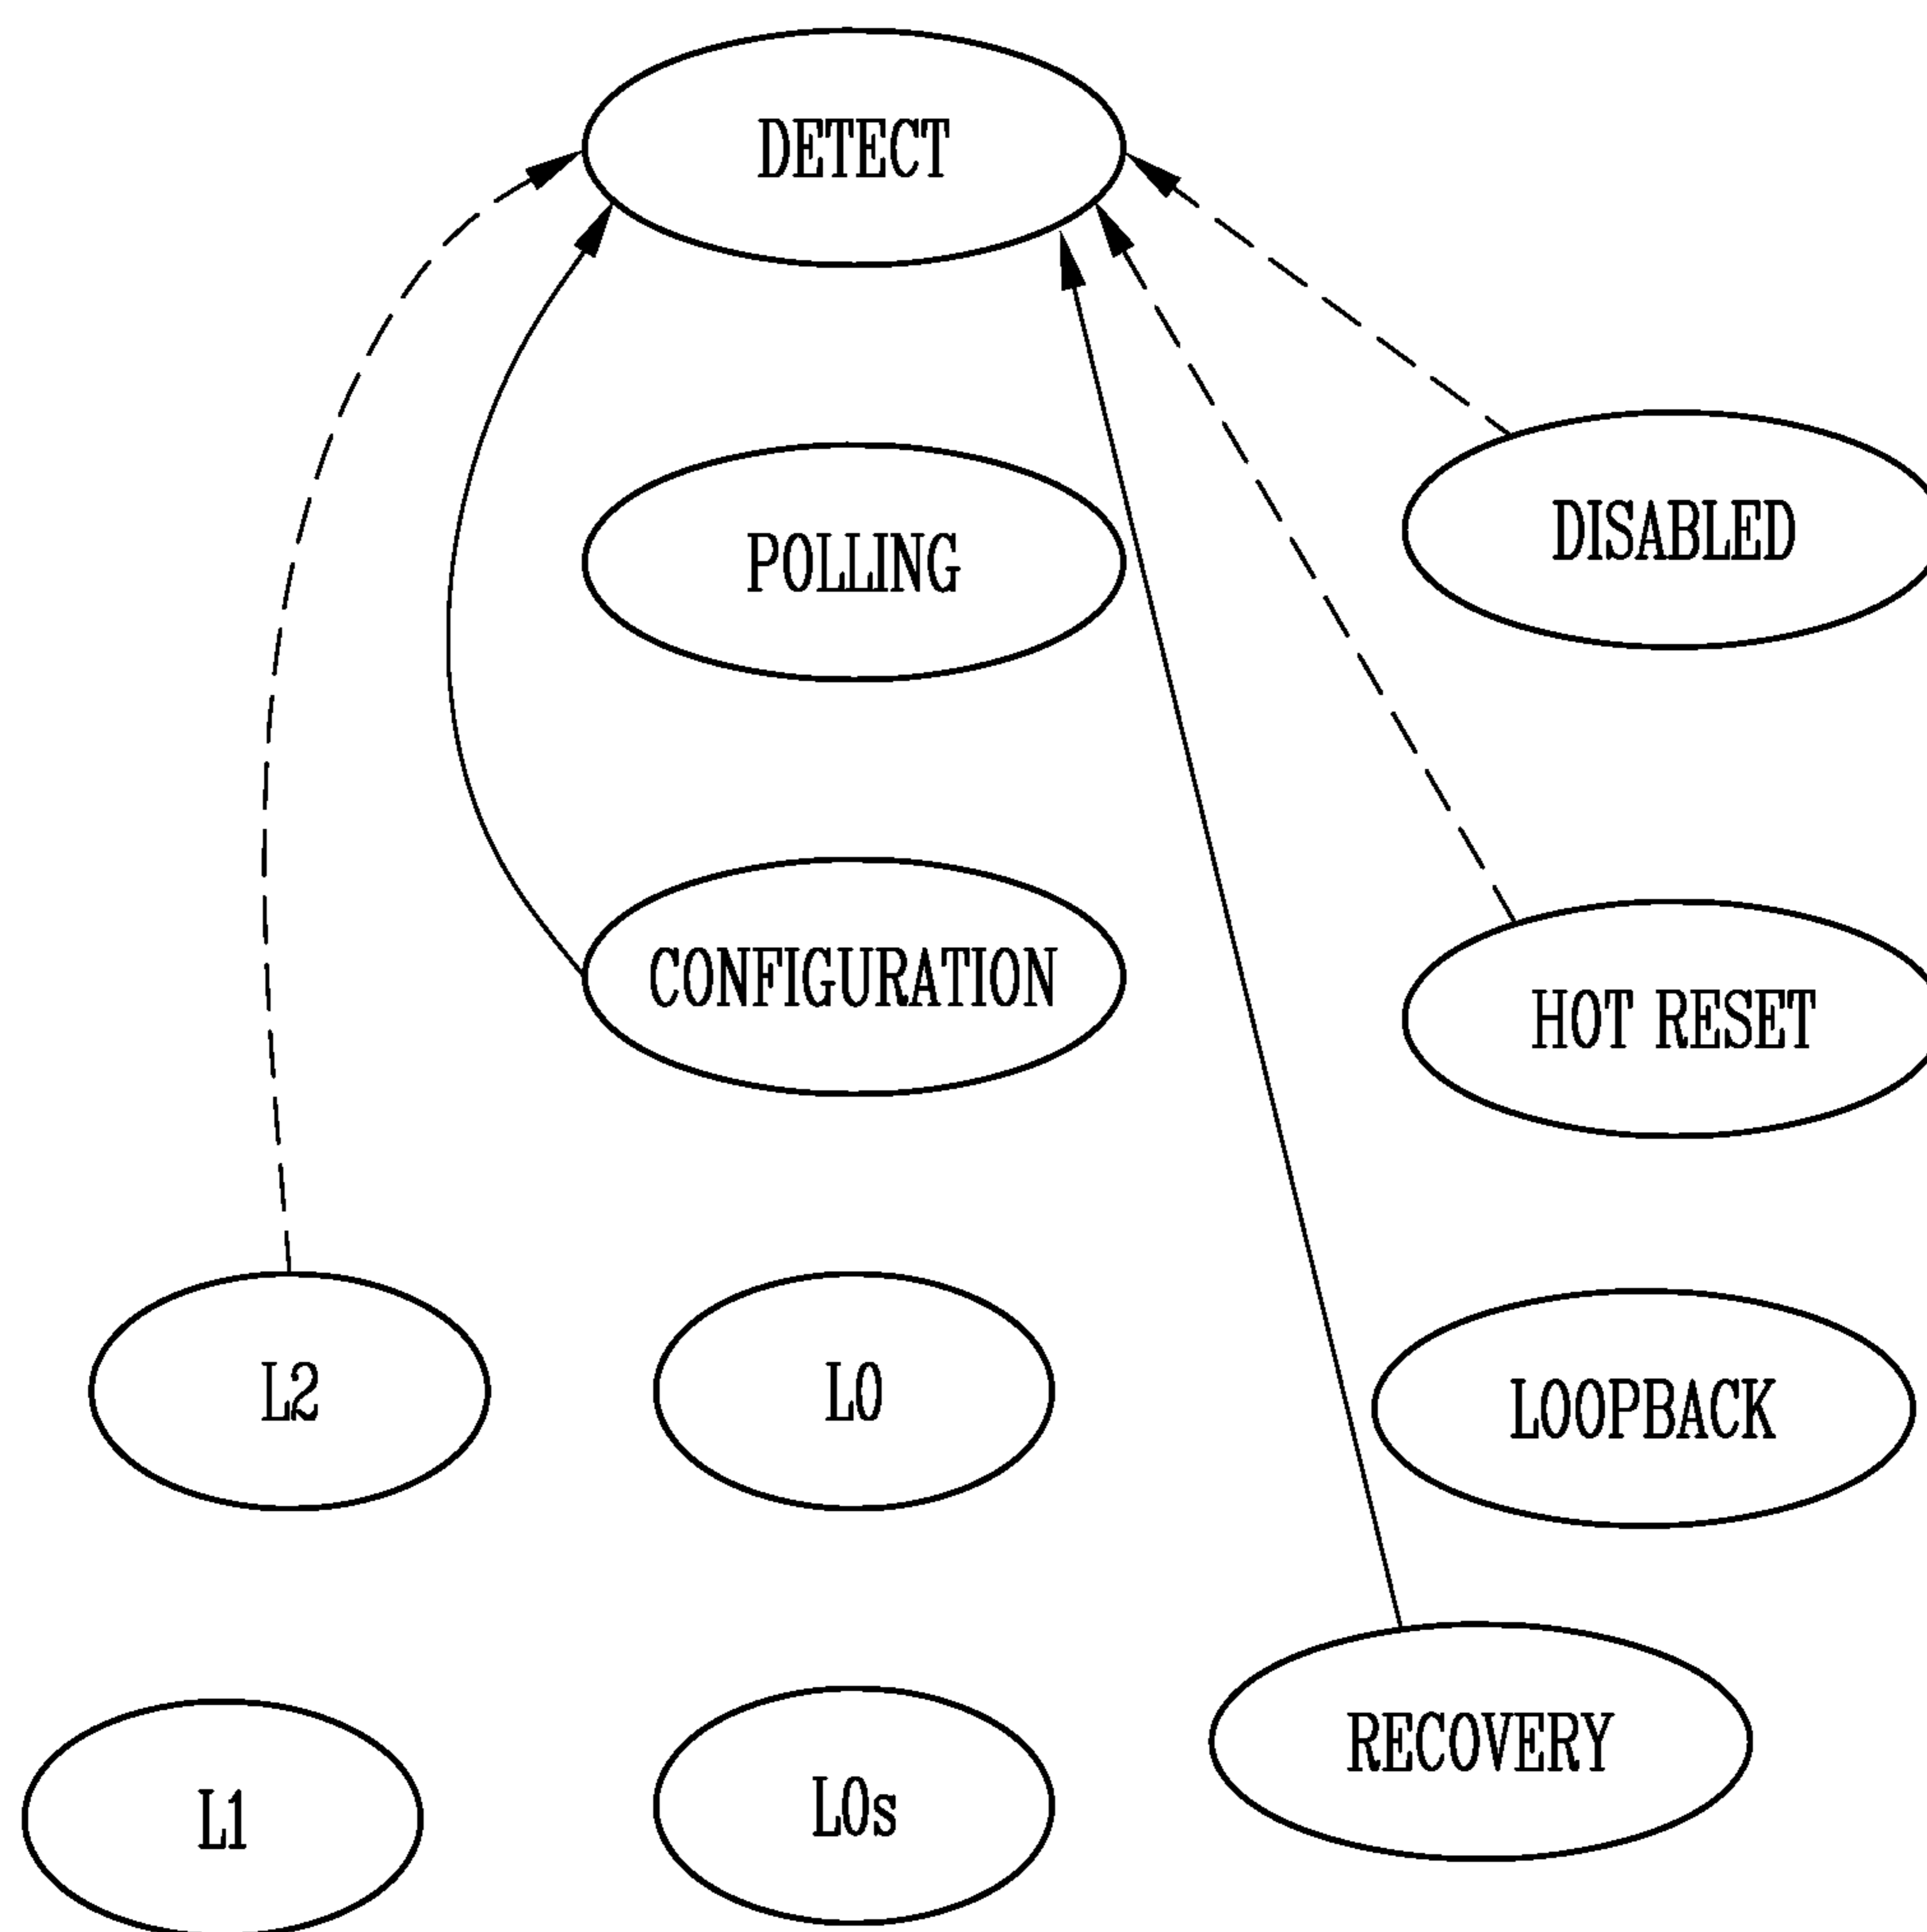 DETECT
POLLING
DISABLED
CONFIGURATION
HOT RESET
L2
L0
LOOPBACK
RECOVERY
L1
L0s